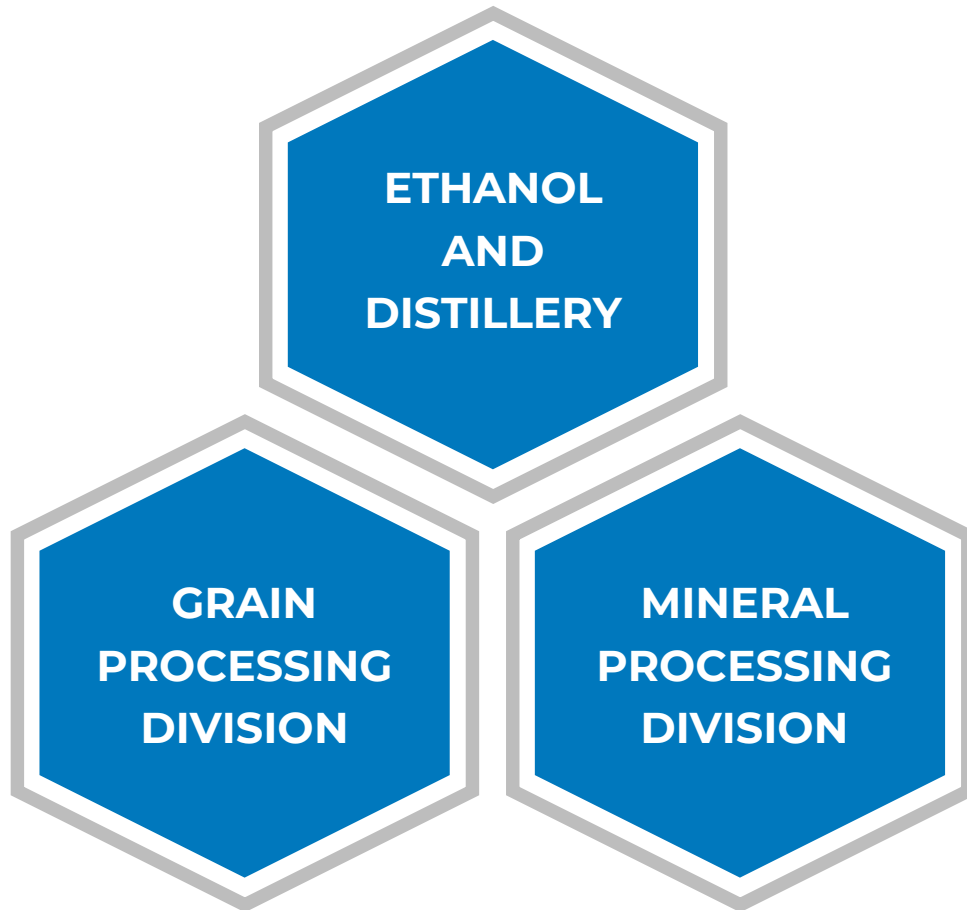 ETHANOL
AND
DISTILLERY
GRAIN
PROCESSING
DIVISION
MINERAL
PROCESSING
DIVISION